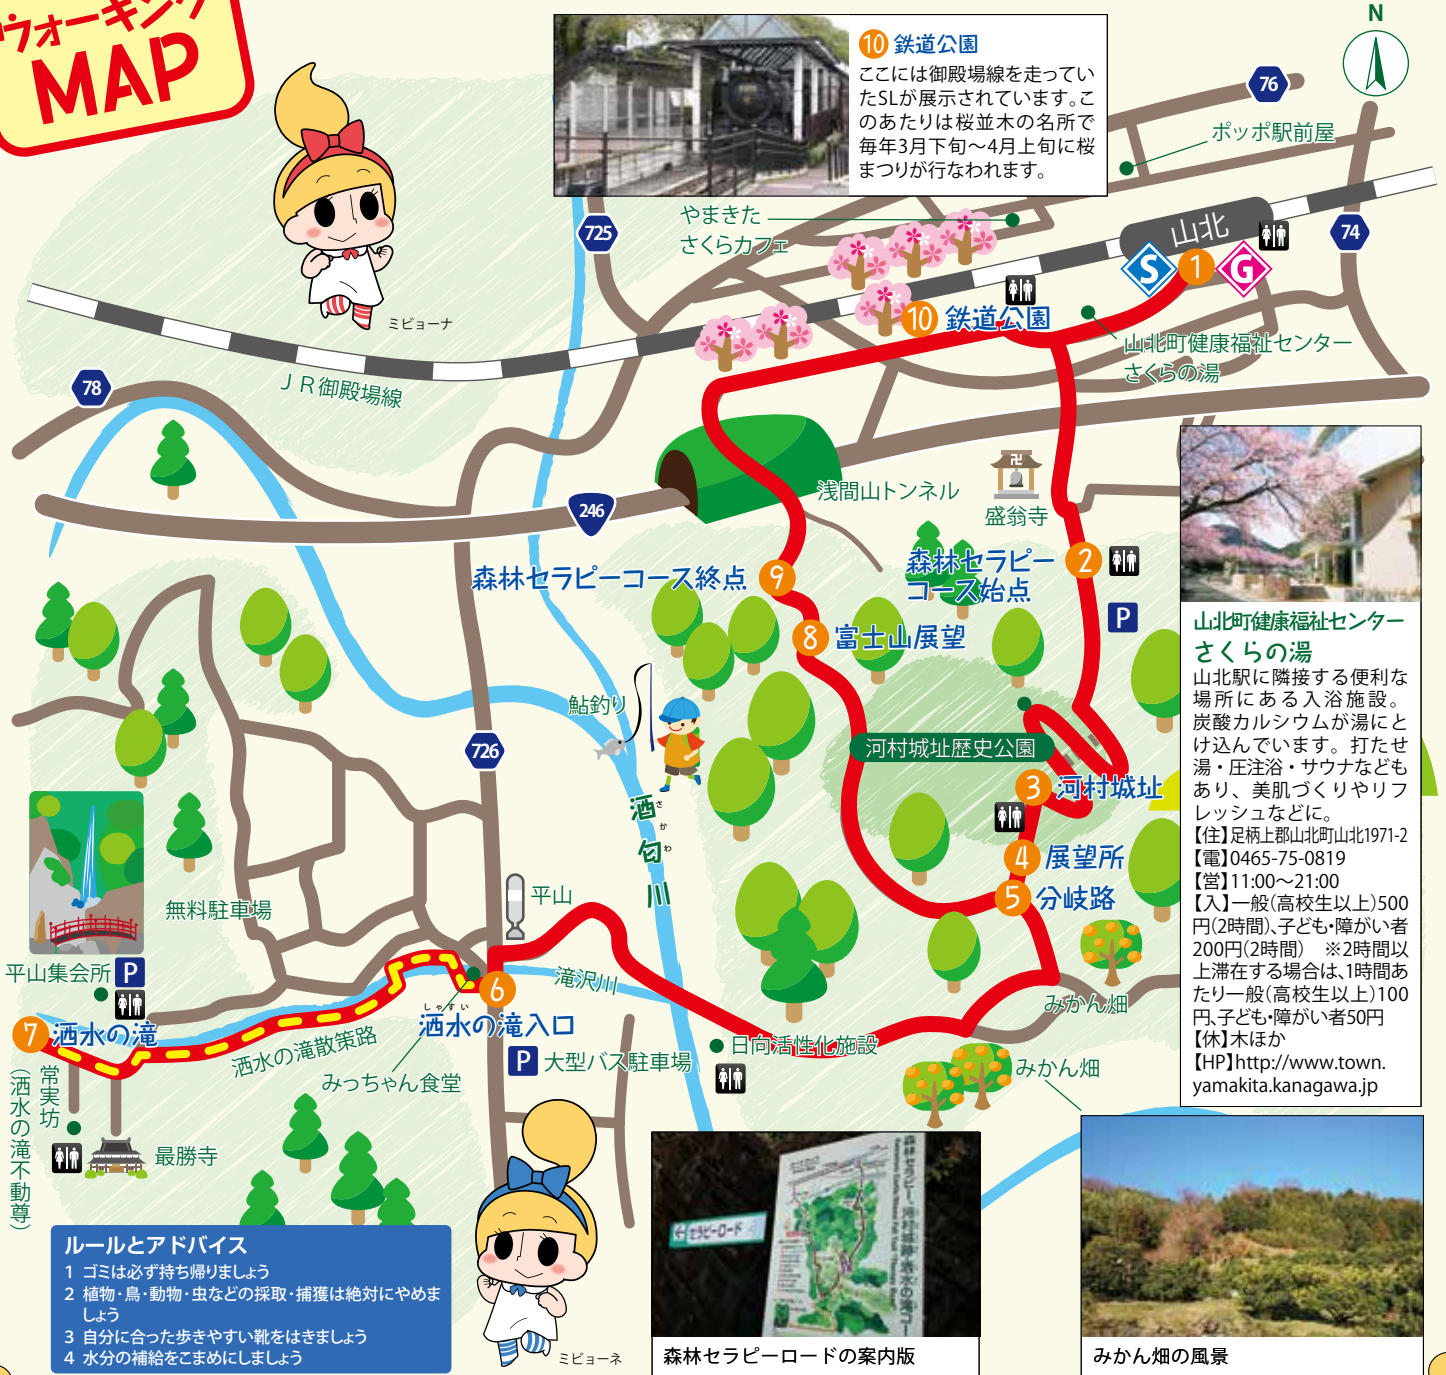 ウォーキング
MAP
10 鉄道公園
ここには御殿場線を走ってい
たSLが展示されています。こ
のあたりは桜並木の名所で
毎年3月下旬～4月上旬に桜
まつりが行なわれます。
N
76
ポッポ駅前屋
725
やまきた
さくらカフェ
山北
74
S
1
G
ミビョーナ
10 鉄道公園
山北町健康福祉センター
さくらの湯
78
JR御殿場線
246
浅間山トンネル
盛翁寺
森林セラピーコース終点 9
森林セラピー
コース始点
2
P
8 富士山展望
鮎釣り
726
河村城址歴史公園
3 河村城址
酒匂川
さかわ
4 展望所
5 分岐路
山北町健康福祉センター
さくらの湯
山北駅に隣接する便利な
場所にある入浴施設。
炭酸カルシウムが湯にと
け込んでいます。打たせ
湯・圧注浴・サウナなども
あり、美肌づくりやリフ
レッシュなどに。
【住】足柄上郡山北町山北1971-2
【電】0465-75-0819
【営】11:00～21:00
【入】一般(高校生以上)500
円(2時間)、子ども・障がい者
200円(2時間) ※2時間以
上滞在する場合は、1時間あ
たり一般(高校生以上)100
円、子ども・障がい者50円
【休】木ほか
【HP】http://www.town.
yamakita.kanagawa.jp
無料駐車場
平山
平山集会所 P
滝沢川
6
しゃすい
洒水の滝入口
7 洒水の滝
洒水の滝散策路
みっちゃん食堂
P 大型バス駐車場
日向活性化施設
みかん畑
みかん畑
常実坊
(洒水の滝不動尊)
最勝寺
ルールとアドバイス
1 ゴミは必ず持ち帰りましょう
2 植物・鳥・動物・虫などの採取・捕獲は絶対にやめま
しょう
3 自分に合った歩きやすい靴をはきましょう
4 水分の補給をこまめにしましょう
ミビョーネ
セラピーロード
森林セラピーロードの案内版
みかん畑の風景